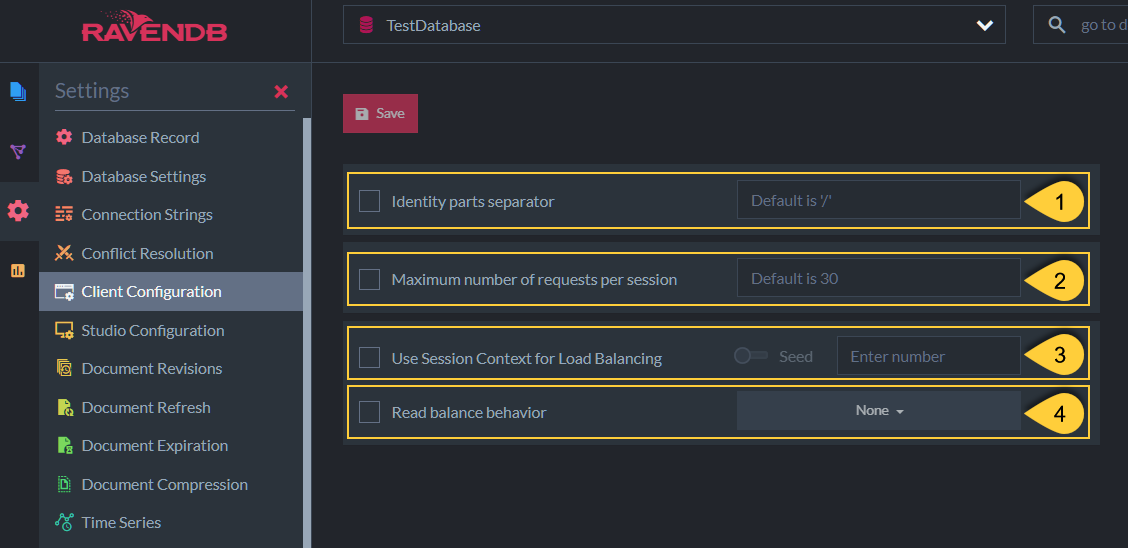 RAVENDB
TestDatabase
go to d
Settings
Save
Database Record
Database Settings
Connection Strings
Conflict Resolution
Client Configuration
Studio Configuration
Document Revisions
Document Refresh
Document Expiration
Document Compression
Time Series
Identity parts separator
Default is '/'
1
Maximum number of requests per session
Default is 30
2
Use Session Context for Load Balancing
Seed
Enter number
3
Read balance behavior
None
4